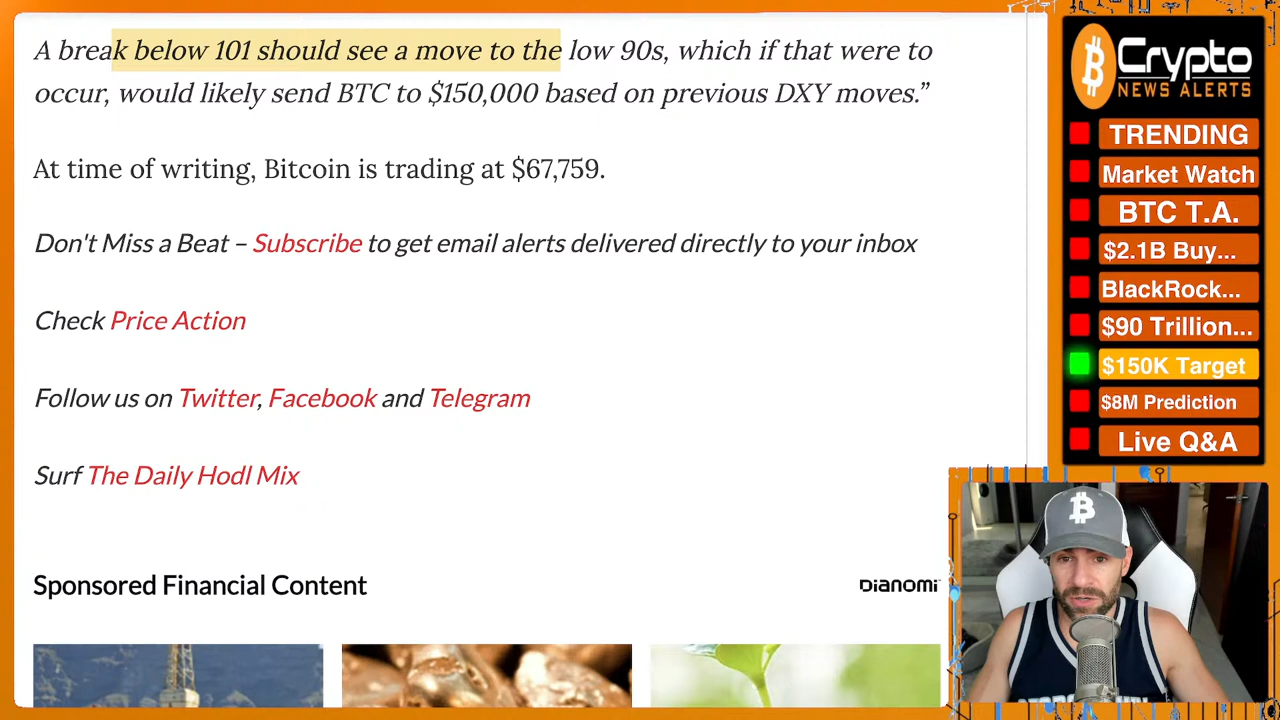 A break below 101 should see a move to the low 90s, which if that were to
occur, would likely send BTC to $150,000 based on previous DXY moves.”
At time of writing, Bitcoin is trading at $67,759.
Don't Miss a Beat – Subscribe to get email alerts delivered directly to your inbox
Check Price Action
Follow us on Twitter, Facebook and Telegram
Surf The Daily Hodl Mix
Sponsored Financial Content
DIANOMI
Crypto
NEWS ALERTS
TRENDING
Market Watch
BTC T.A.
$2.1B Buy...
BlackRock...
$90 Trillion...
$150K Target
$8M Prediction
Live Q&A